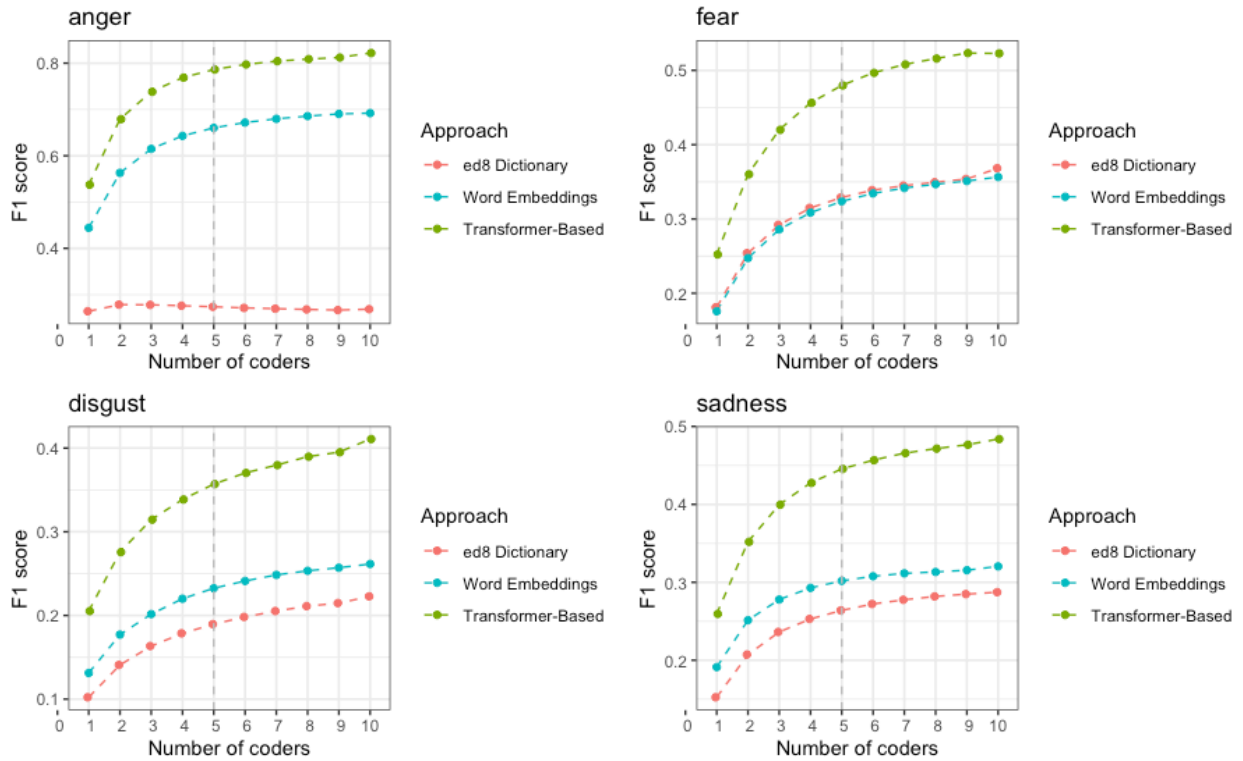 anger
0.8
0.6
0.4
F1 score
0 1 2 3 4 5 6 7 8 9 10
Number of coders
Approach
ed8 Dictionary
Word Embeddings
Transformer-Based
fear
0.5
0.3
0.2
F1 score
0 1 2 3 4 5 6 7 8 9 10
Number of coders
Approach
ed8 Dictionary
Word Embeddings
Transformer-Based
disgust
0.4
0.3
0.2
0.1
F1 score
0 1 2 3 4 5 6 7 8 9 10
Number of coders
Approach
ed8 Dictionary
Word Embeddings
Transformer-Based
sadness
0.5
0.4
0.3
0.2
F1 score
0 1 2 3 4 5 6 7 8 9 10
Number of coders
Approach
ed8 Dictionary
Word Embeddings
Transformer-Based